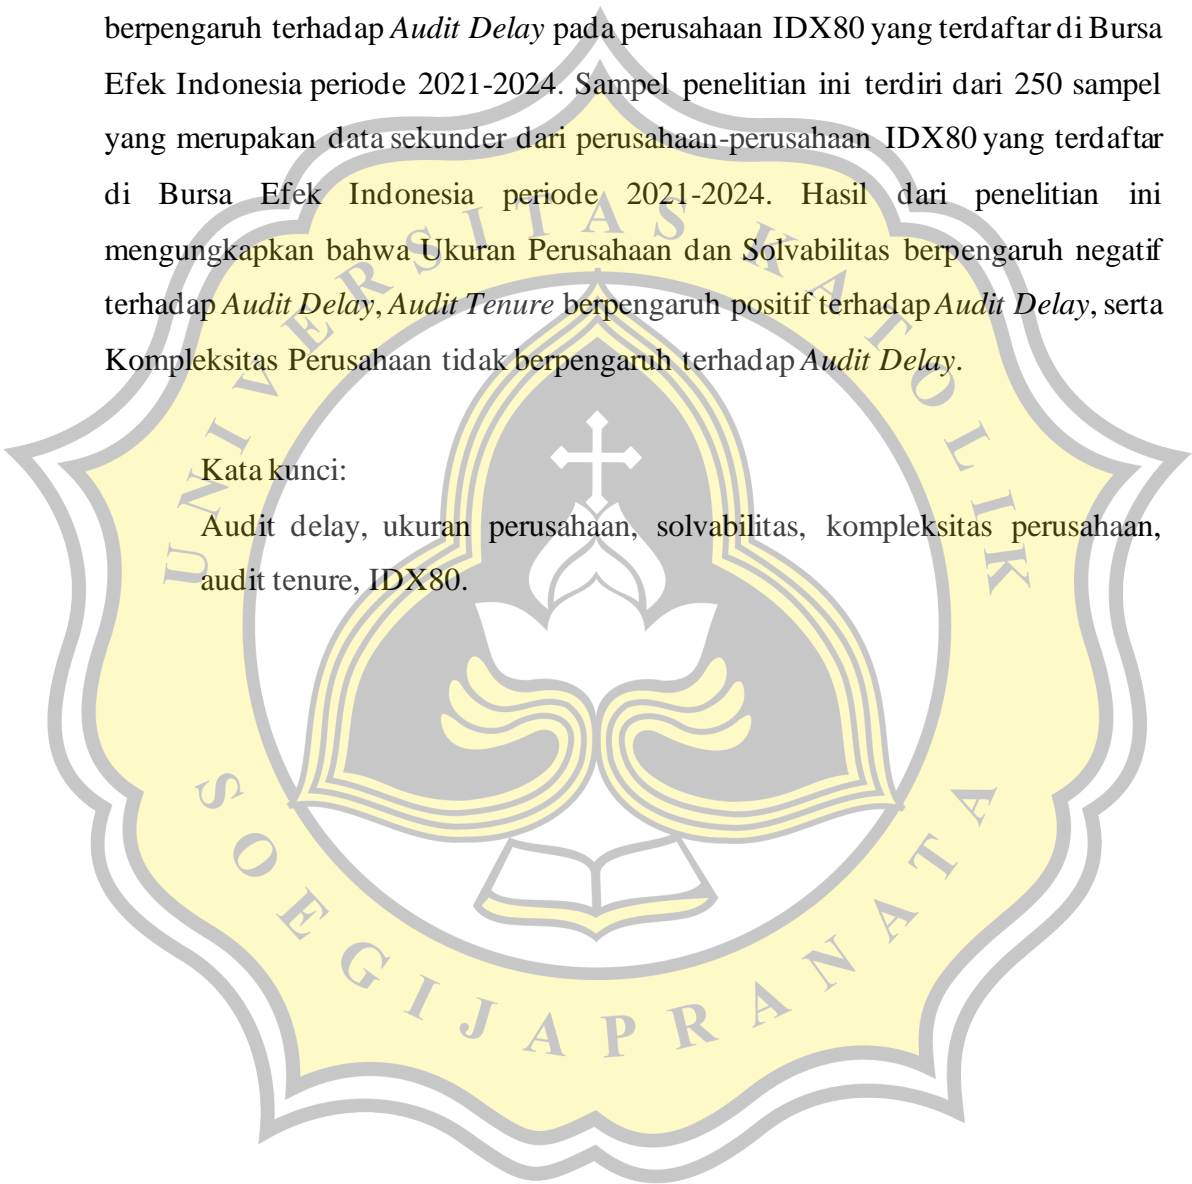 berpengaruh terhadap Audit Delay pada perusahaan IDX80 yang terdaftar di Bursa
Efek Indonesia periode 2021-2024. Sampel penelitian ini terdiri dari 250 sampel
yang merupakan data sekunder dari perusahaan-perusahaan IDX80 yang terdaftar
di Bursa Efek Indonesia periode 2021-2024. Hasil dari penelitian ini
mengungkapkan bahwa Ukuran Perusahaan dan Solvabilitas berpengaruh negatif
terhadap Audit Delay, Audit Tenure berpengaruh positif terhadap Audit Delay, serta
Kompleksitas Perusahaan tidak berpengaruh terhadap Audit Delay.
Kata kunci:
Audit delay, ukuran perusahaan, solvabilitas, kompleksitas perusahaan,
audit tenure, IDX80.
UNIVERSITAS KATOLIK
SOEGIJAPRANATA